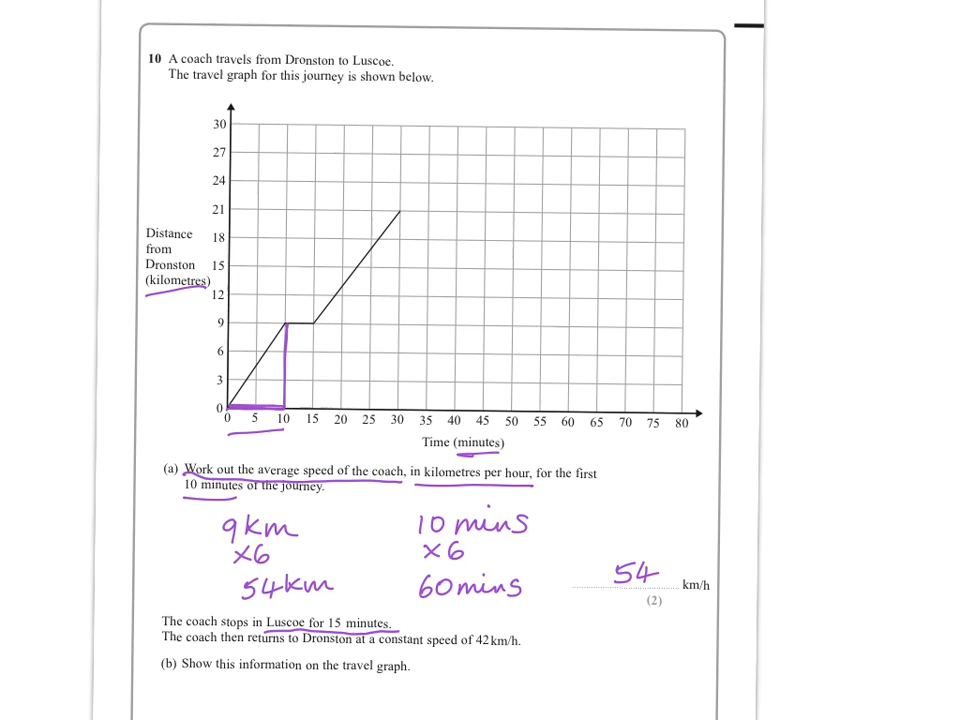 10 A coach travels from Dronston to Luscoe.
The travel graph for this journey is shown below.
30
27
24
21
18
15
12
9
6
3
0
Distance
from
Dronston
(kilometres)
0 5 10 15 20 25 30 35 40 45 50 55 60 65 70 75 80
Time (minutes)
(a) Work out the average speed of the coach, in kilometres per hour, for the first
10 minutes of the journey.
9km 10 mins
×6 ×6
54km 60mins
54 km/h
(2)
The coach stops in Luscoe for 15 minutes.
The coach then returns to Dronston at a constant speed of 42 km/h.
(b) Show this information on the travel graph.